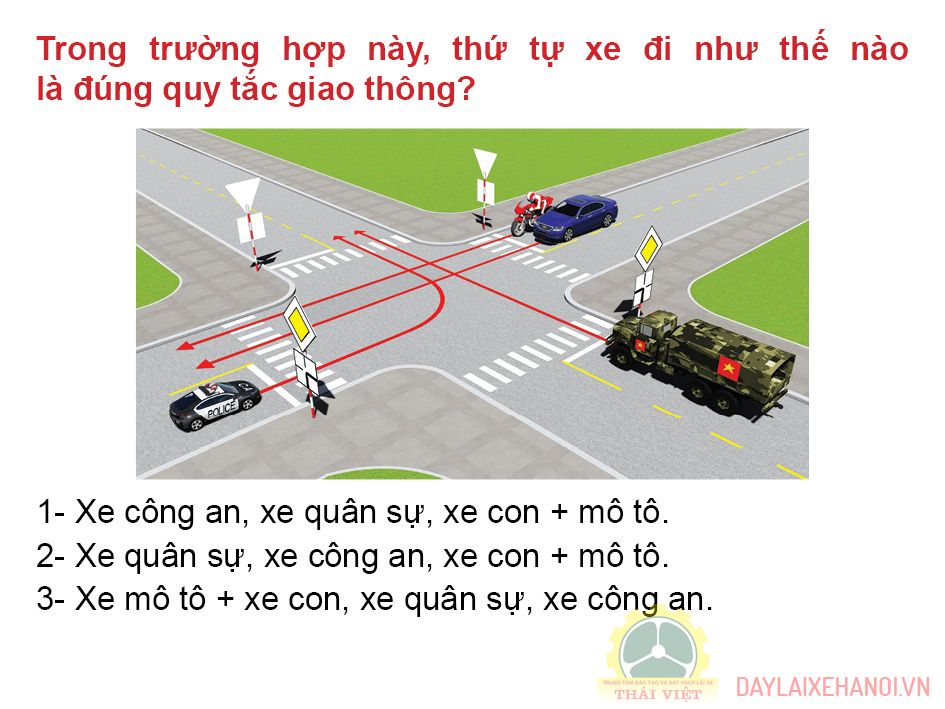 Trong trường hợp này, thứ tự xe đi như thế nào
là đúng quy tắc giao thông?
POLICE
1- Xe công an, xe quân sự, xe con + mô tô.
2- Xe quân sự, xe công an, xe con + mô tô.
3- Xe mô tô + xe con, xe quân sự, xe công an.
TRUNG TÂM ĐÀO TẠO VÀ SÁT HẠCH LÁI XE
THÁI VIỆT
DAYLAIXEHANOI.VN